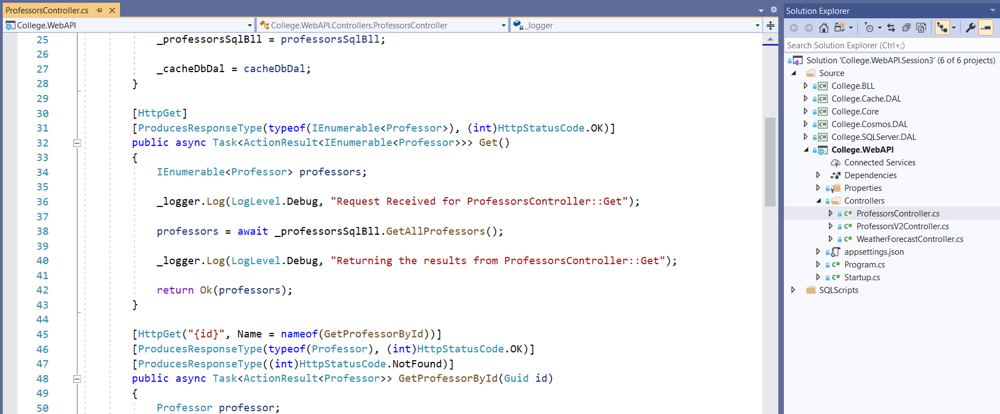 ProfessorsController.cs
College.WebAPI
College.WebAPI.Controllers.ProfessorsController
_logger
25 _professorsSqlBll = professorsSqlBll;
26
27 _cacheDbDal = cacheDbDal;
28 }
29
30 [HttpGet]
31 [ProducesResponseType(typeof(IEnumerable<Professor>), (int)HttpStatusCode.OK)]
32 public async Task<ActionResult<IEnumerable<Professor>>> Get()
33 {
34 IEnumerable<Professor> professors;
35
36 _logger.Log(LogLevel.Debug, "Request Received for ProfessorsController::Get");
37
38 professors = await _professorsSqlBll.GetAllProfessors();
39
40 _logger.Log(LogLevel.Debug, "Returning the results from ProfessorsController::Get");
41
42 return Ok(professors);
43 }
44
45 [HttpGet("{id}", Name = nameof(GetProfessorById))]
46 [ProducesResponseType(typeof(Professor), (int)HttpStatusCode.OK)]
47 [ProducesResponseType((int)HttpStatusCode.NotFound)]
48 public async Task<ActionResult<Professor>> GetProfessorById(Guid id)
49 {
50 Professor professor;
Solution Explorer
Search Solution Explorer (Ctrl+;)
Solution 'College.WebAPI.Session3' (6 of 6 projects)
Source
C# College.BLL
C# College.Cache.DAL
C# College.Core
C# College.Cosmos.DAL
C# College.SQLServer.DAL
College.WebAPI
Connected Services
Dependencies
Properties
Controllers
C# ProfessorsController.cs
C# ProfessorsV2Controller.cs
C# WeatherForecastController.cs
appsettings.json
C# Program.cs
C# Startup.cs
SQLScripts